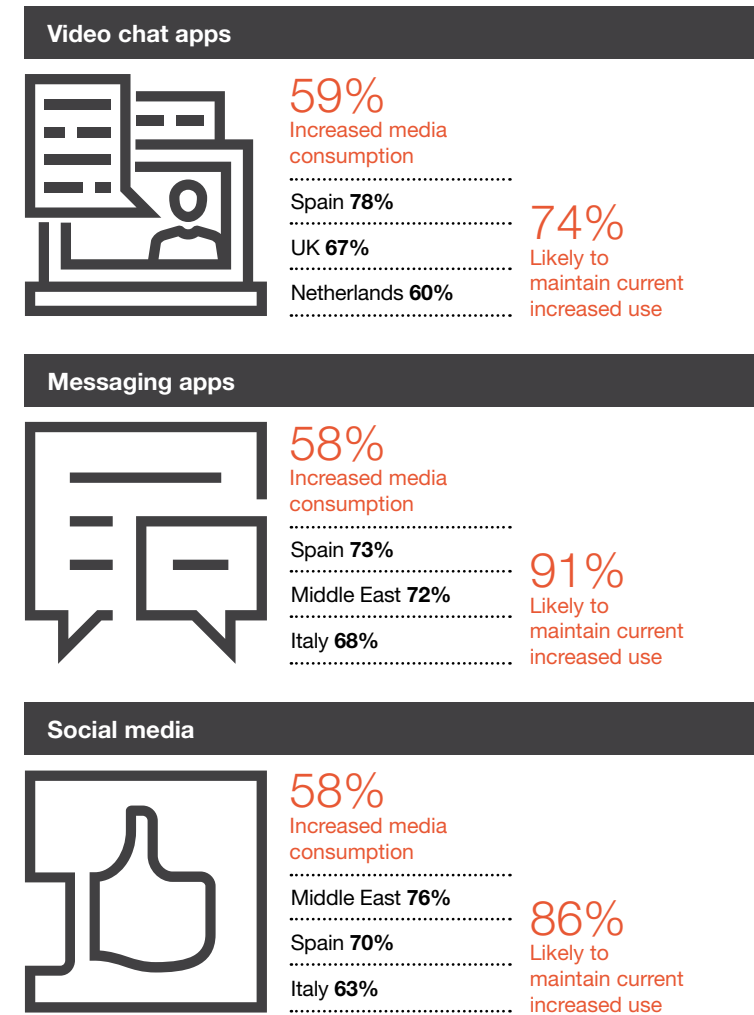 Video chat apps
59%
Increased media
consumption
Spain 78%
UK 67%
Netherlands 60%
74%
Likely to
maintain current
increased use
Messaging apps
58%
Increased media
consumption
Spain 73%
Middle East 72%
Italy 68%
91%
Likely to
maintain current
increased use
Social media
58%
Increased media
consumption
Middle East 76%
Spain 70%
Italy 63%
86%
Likely to
maintain current
increased use